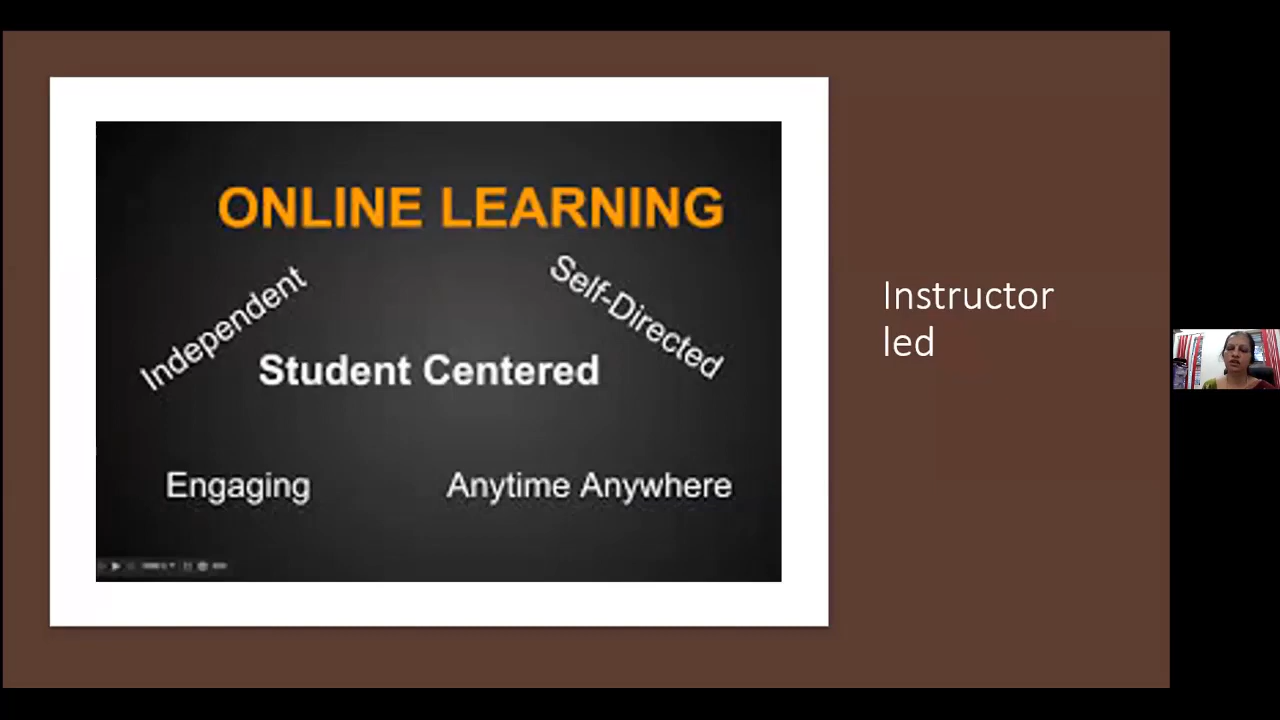 ONLINE LEARNING
Independent
Self-Directed
Student Centered
Engaging
Anytime Anywhere
Instructor
led